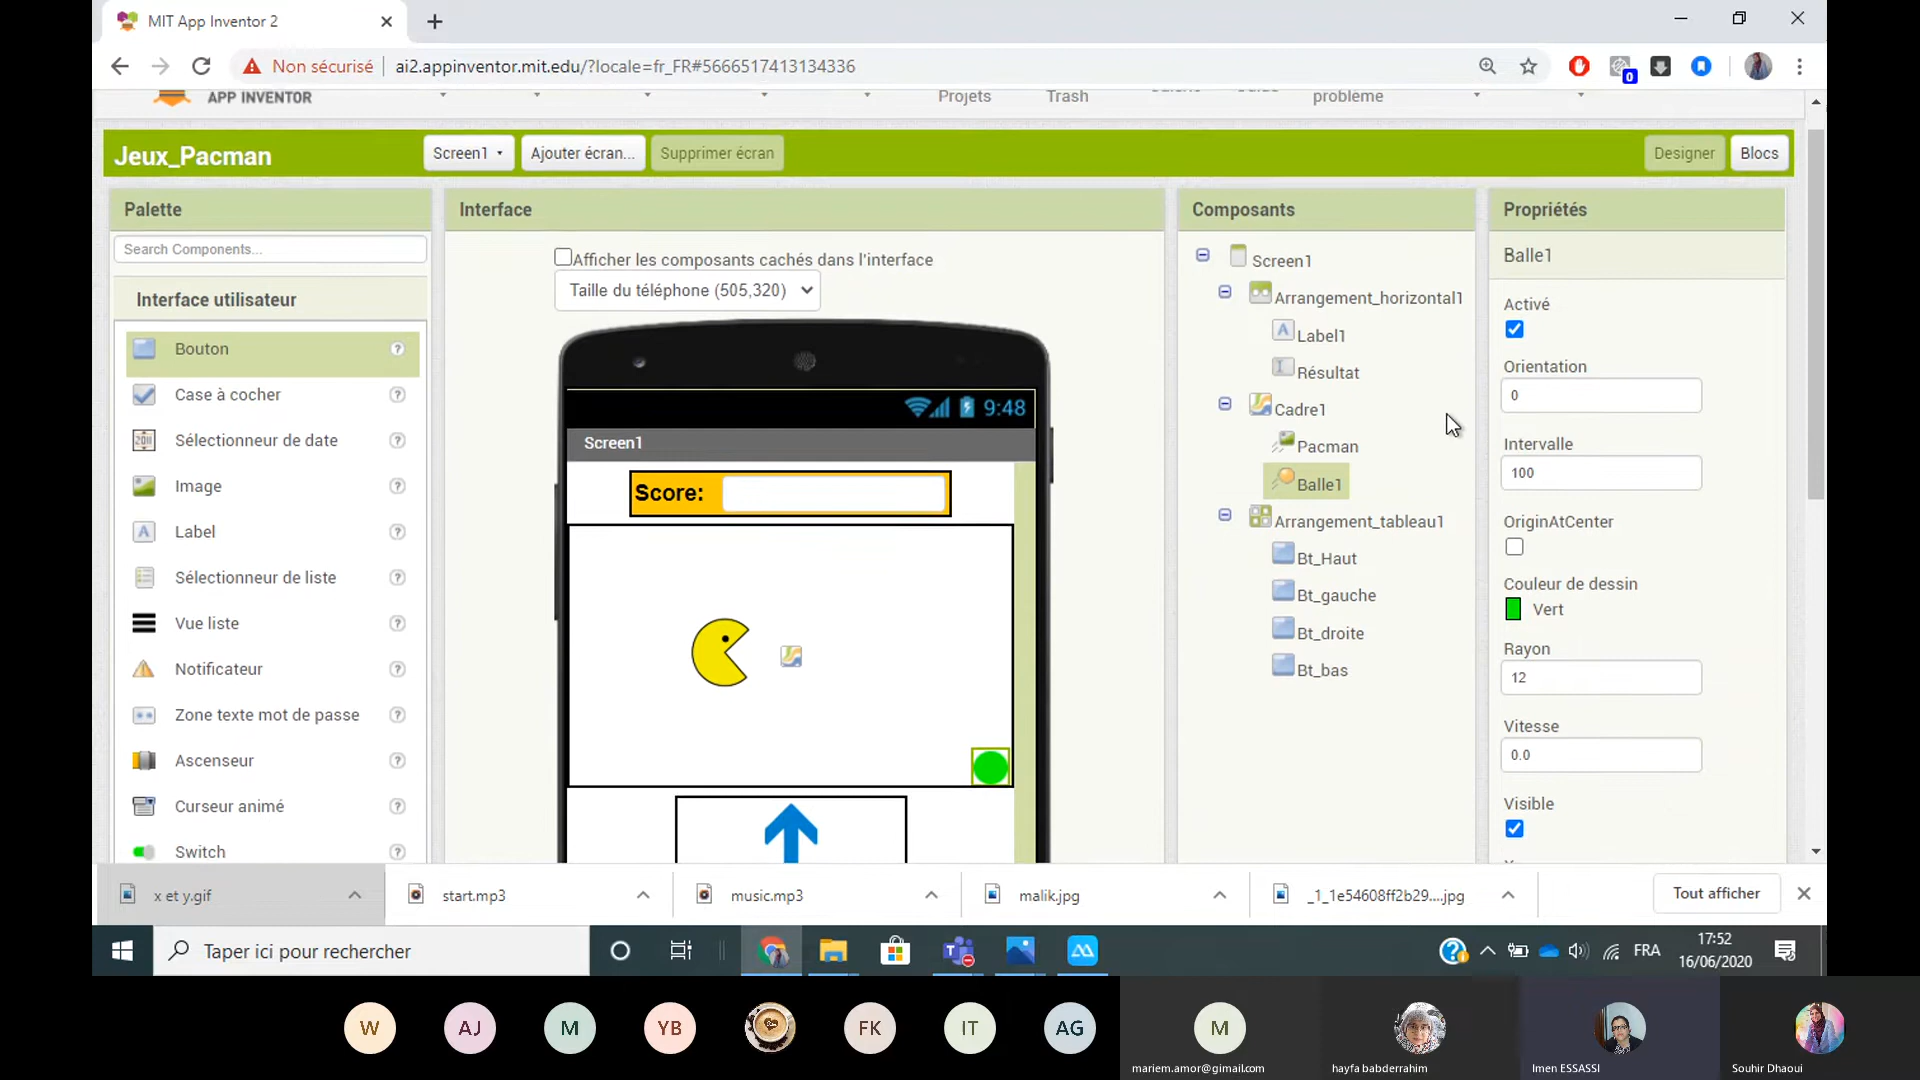 MIT App Inventor 2
Non sécurisé
ai2.appinventor.mit.edu/?locale=fr_FR#5666517413134336
0
APP INVENTOR
Projets
Trash
problème
Jeux_Pacman
Screen1
Ajouter écran...
Supprimer écran
Designer
Blocs
Palette
Search Components...
Interface utilisateur
Bouton
?
Case à cocher
?
Sélectionneur de date
?
Image
?
Label
?
Sélectionneur de liste
?
Vue liste
?
Notificateur
?
Zone texte mot de passe
?
Ascenseur
?
Curseur animé
?
Switch
?
Interface
Afficher les composants cachés dans l'interface
Taille du téléphone (505,320)
9:48
Screen1
Score:
Composants
Screen1
Arrangement_horizontal1
Label1
Résultat
Cadre1
Pacman
Balle1
Arrangement_tableau1
Bt_Haut
Bt_gauche
Bt_droite
Bt_bas
Propriétés
Balle1
Activé
Orientation
0
Intervalle
100
OriginAtCenter
Couleur de dessin
Vert
Rayon
12
Vitesse
0.0
Visible
x et y.gif
start.mp3
music.mp3
malik.jpg
_1_1e54608ff2b29....jpg
Tout afficher
Taper ici pour rechercher
FRA
17:52
16/06/2020
W
AJ
M
YB
FK
IT
AG
M
mariem.amor@gimail.com
hayfa babderrahim
Imen ESSASSI
Souhir Dhaoui